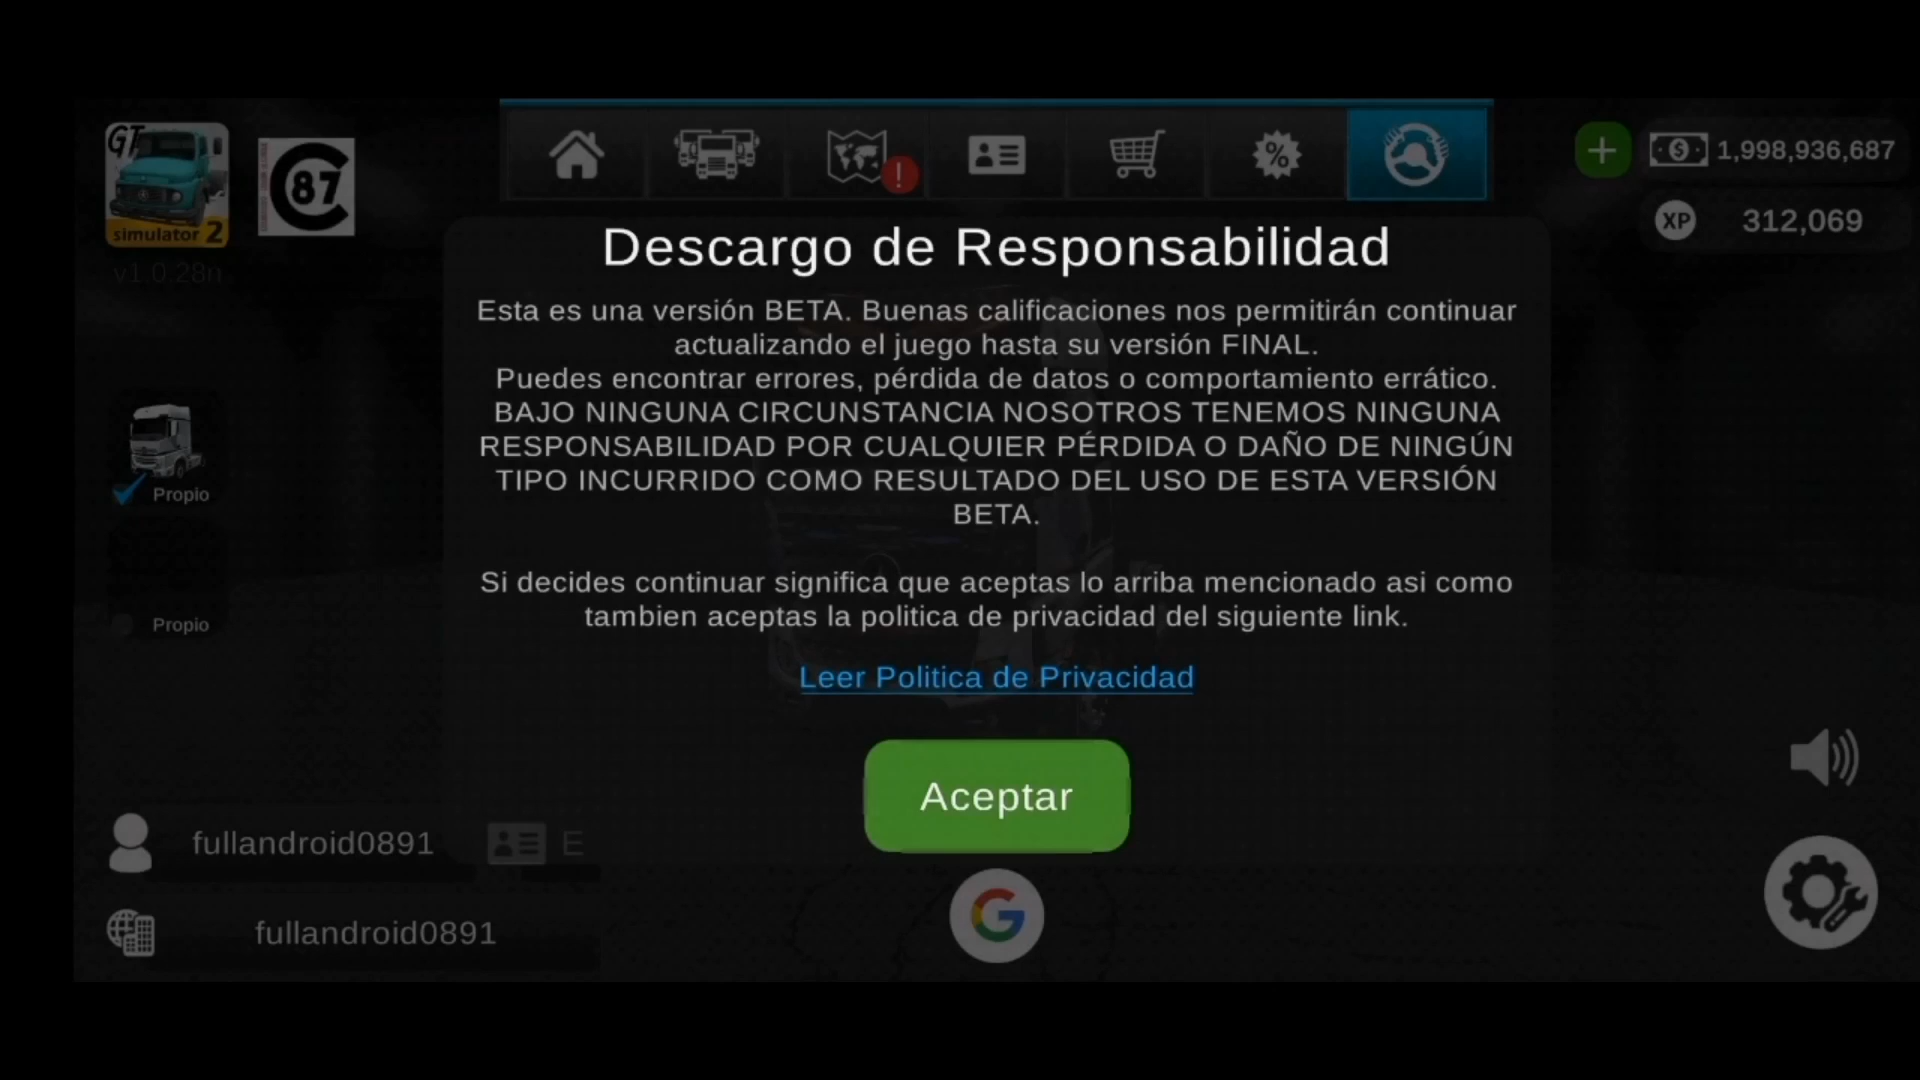 GT
simulator 2
C
87
!
%
$
1,998,936,687
XP
312,069
v1.0.28n
Descargo de Responsabilidad
Esta es una versión BETA. Buenas calificaciones nos permitirán continuar
actualizando el juego hasta su versión FINAL.
Puedes encontrar errores, pérdida de datos o comportamiento errático.
BAJO NINGUNA CIRCUNSTANCIA NOSOTROS TENEMOS NINGUNA
RESPONSABILIDAD POR CUALQUIER PÉRDIDA O DAÑO DE NINGÚN
TIPO INCURRIDO COMO RESULTADO DEL USO DE ESTA VERSIÓN
BETA.
Si decides continuar significa que aceptas lo arriba mencionado asi como
tambien aceptas la politica de privacidad del siguiente link.
Leer Politica de Privacidad
Propio
Propio
Aceptar
fullandroid0891
E
fullandroid0891
G